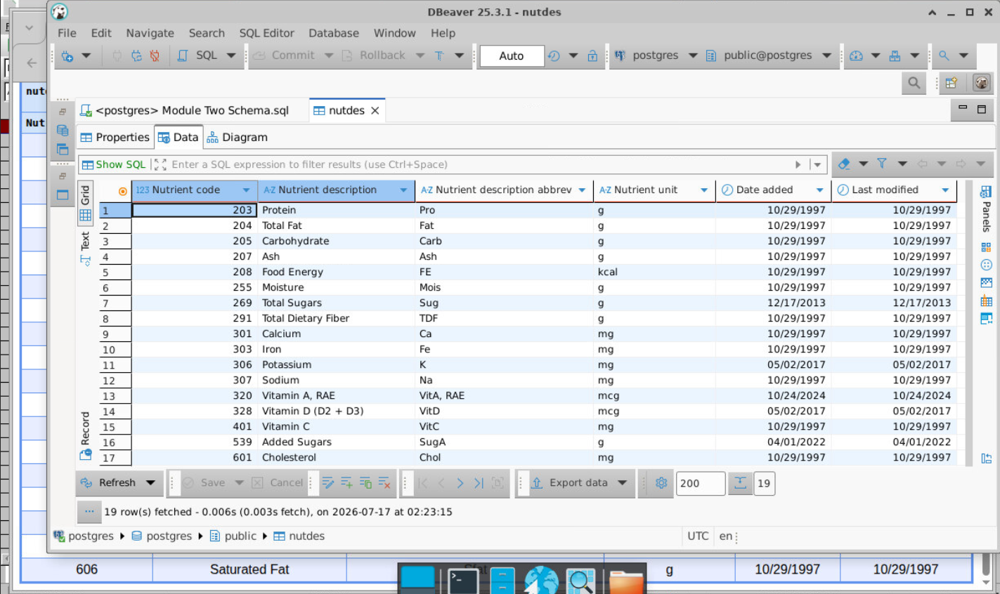 DBeaver 25.3.1 - nutdes
File Edit Navigate Search SQL Editor Database Window Help
SQL Commit Rollback T Auto postgres public@postgres
nut
Nut
<postgres> Module Two Schema.sql nutdes
Properties Data Diagram
Show SQL Enter a SQL expression to filter results (use Ctrl+Space)
Grid
Text
Record
Panels
123 Nutrient code A-Z Nutrient description A-Z Nutrient description abbrev A-Z Nutrient unit Date added Last modified
1 203 Protein Pro g 10/29/1997 10/29/1997
2 204 Total Fat Fat g 10/29/1997 10/29/1997
3 205 Carbohydrate Carb g 10/29/1997 10/29/1997
4 207 Ash Ash g 10/29/1997 10/29/1997
5 208 Food Energy FE kcal 10/29/1997 10/29/1997
6 255 Moisture Mois g 10/29/1997 10/29/1997
7 269 Total Sugars Sug g 12/17/2013 12/17/2013
8 291 Total Dietary Fiber TDF g 10/29/1997 10/29/1997
9 301 Calcium Ca mg 10/29/1997 10/29/1997
10 303 Iron Fe mg 10/29/1997 10/29/1997
11 306 Potassium K mg 05/02/2017 05/02/2017
12 307 Sodium Na mg 10/29/1997 10/29/1997
13 320 Vitamin A, RAE VitA, RAE mcg 10/24/2024 10/24/2024
14 328 Vitamin D (D2 + D3) VitD mcg 05/02/2017 05/02/2017
15 401 Vitamin C VitC mg 10/29/1997 10/29/1997
16 539 Added Sugars SugA g 04/01/2022 04/01/2022
17 601 Cholesterol Chol mg 10/29/1997 10/29/1997
Refresh Save Cancel Export data 200 19
19 row(s) fetched - 0.006s (0.003s fetch), on 2026-07-17 at 02:23:15
postgres postgres public nutdes UTC en
606 Saturated Fat Sfat g 10/29/1997 10/29/1997